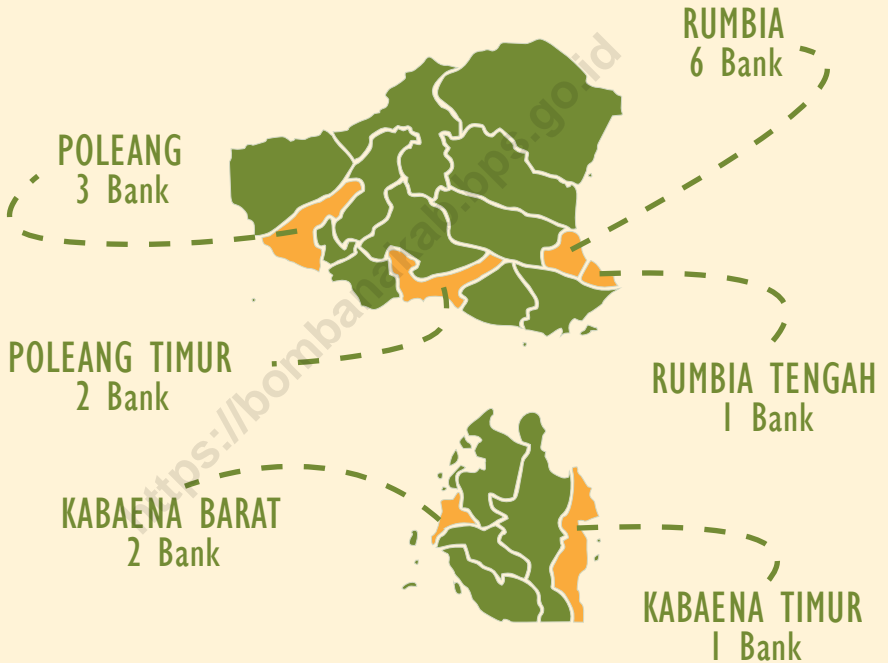 RUMBIA
6 Bank
POLEANG
3 Bank
POLEANG TIMUR
2 Bank
RUMBIA TENGAH
1 Bank
KABAENA BARAT
2 Bank
KABAENA TIMUR
1 Bank
https://bombanakab.bps.go.id